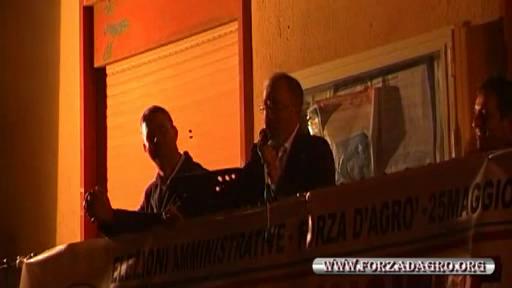 ELEZIONI AMMINISTRATIVE - FORZA D'AGRO' - 25 MAGGIO
WWW.FORZADAGRO.ORG